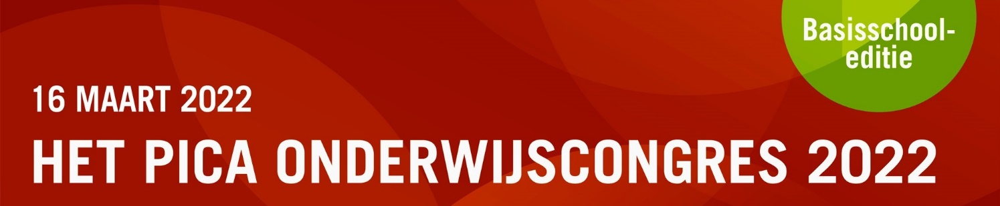 Basisschool-
editie
16 MAART 2022
HET PICA ONDERWIJSCONGRES 2022